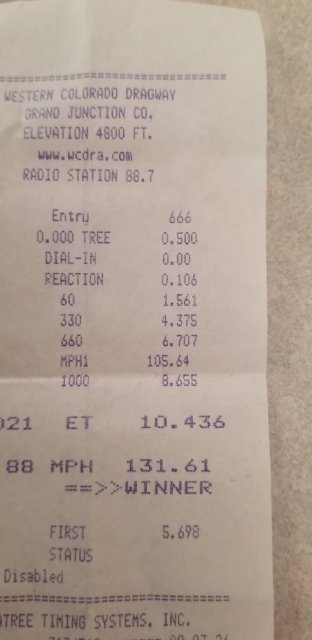 WESTERN COLORADO DRAGWAY
GRAND JUNCTION CO.
ELEVATION 4800 FT.
www.wcdra.com
RADIO STATION 88.7
Entry 666
0.000 TREE 0.500
DIAL-IN 0.00
REACTION 0.106
60 1.561
330 4.375
660 6.707
MPH1 105.64
1000 8.655
021 ET 10.436
88 MPH 131.61
==>>WINNER
FIRST 5.698
STATUS
Disabled
ATREE TIMING SYSTEMS, INC.